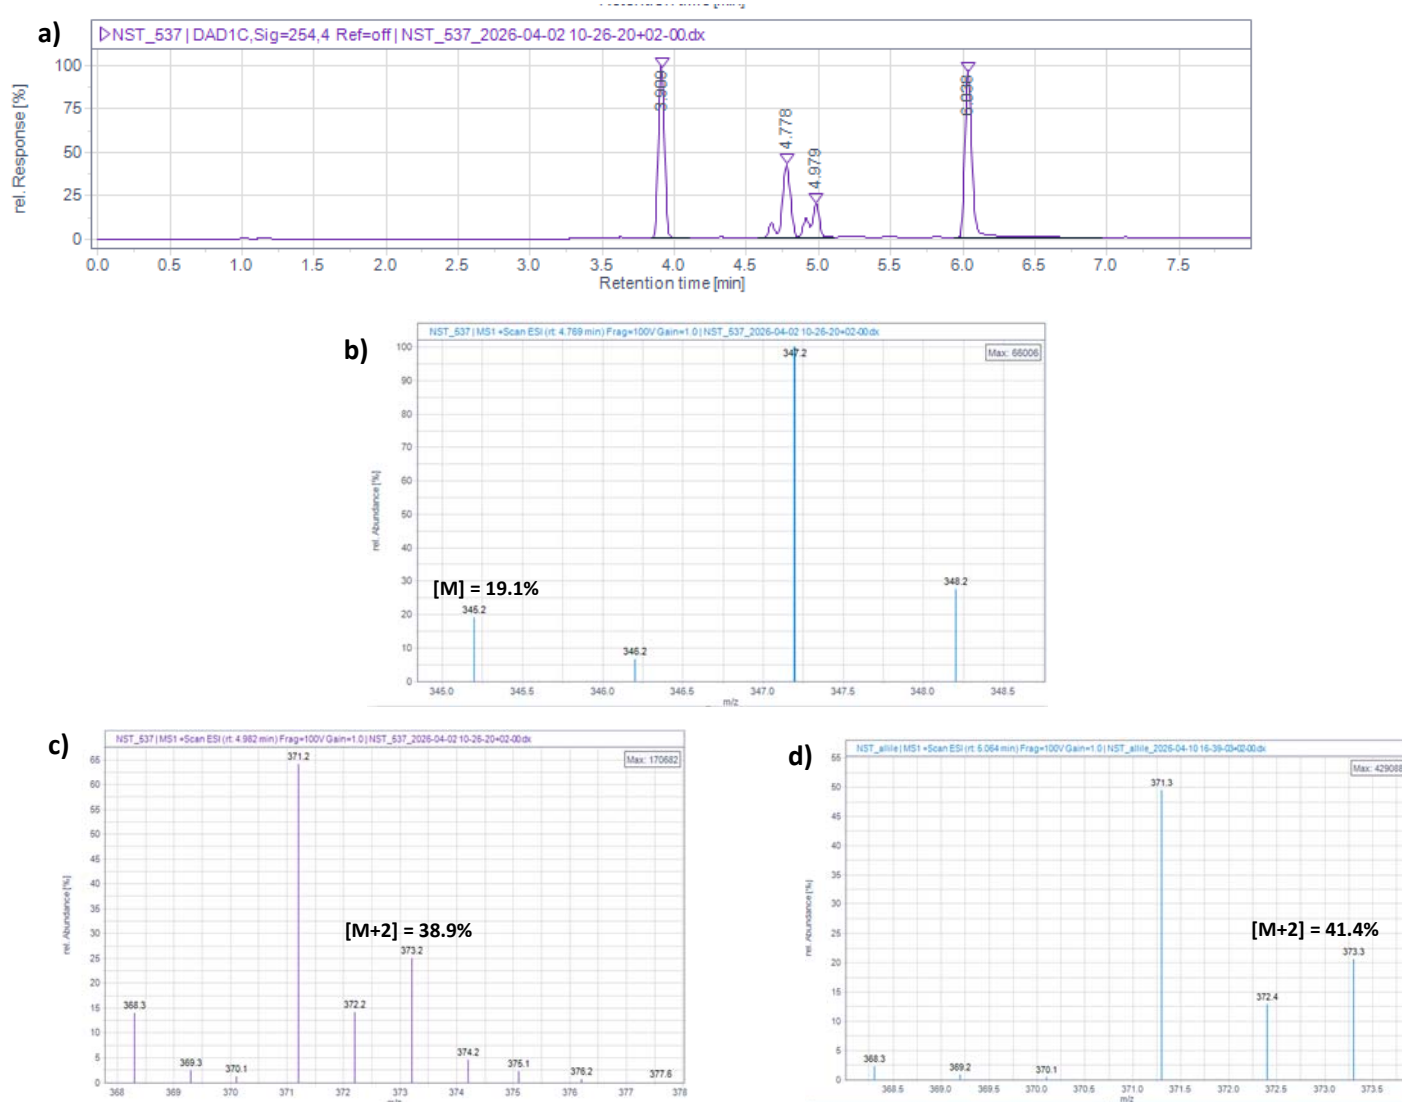 a)
NST_537 | DAD1C,Sig=254,4 Ref=off | NST_537_2026-04-02 10-26-20+02-00.dx
rel. Response [%]
100
75
50
25
0
3.909
4.778
4.979
6.038
0.0 0.5 1.0 1.5 2.0 2.5 3.0 3.5 4.0 4.5 5.0 5.5 6.0 6.5 7.0 7.5
Retention time [min]
b)
NST_537 | MS1 +Scan ESI (rt: 4.769 min) Frag=100V Gain=1.0 | NST_537_2026-04-02 10-26-20+02-00.dx
Max: 66006
rel. Abundance [%]
100
90
80
70
60
50
40
30
20
10
0
347.2
[M] = 19.1%
345.2
346.2
348.2
345.0 345.5 346.0 346.5 347.0 347.5 348.0 348.5
m/z
c)
NST_537 | MS1 +Scan ESI (rt: 4.982 min) Frag=100V Gain=1.0 | NST_537_2026-04-02 10-26-20+02-00.dx
Max: 170682
rel. Abundance [%]
65
60
55
50
45
40
35
30
25
20
15
10
5
0
371.2
[M+2] = 38.9%
373.2
368.3
372.2
369.3
370.1
374.2
375.1
376.2
377.6
368 369 370 371 372 373 374 375 376 377 378
m/z
d)
NST_allile | MS1 +Scan ESI (rt: 6.064 min) Frag=100V Gain=1.0 | NST_allile_2026-04-10 16-39-03+02-00.dx
Max: 429088
rel. Abundance [%]
55
50
45
40
35
30
25
20
15
10
5
0
371.3
[M+2] = 41.4%
373.3
372.4
368.3
369.2
370.1
368.5 369.0 369.5 370.0 370.5 371.0 371.5 372.0 372.5 373.0 373.5
m/z